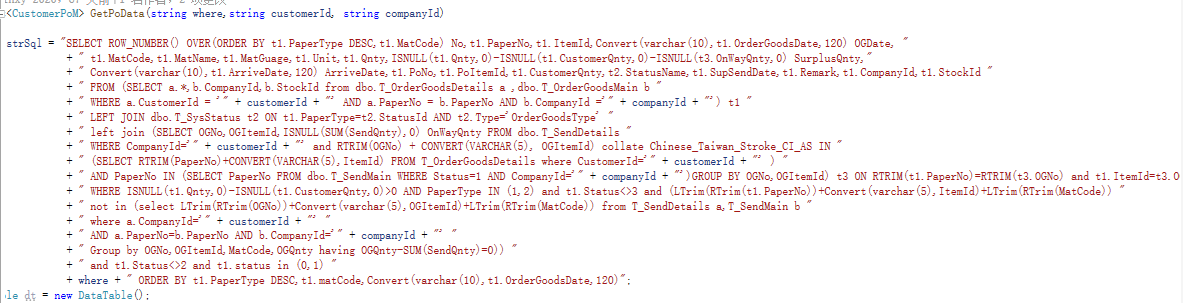 <CustomerPoM> GetPoData(string where,string customerId, string companyId)
strSql = "SELECT ROW_NUMBER() OVER(ORDER BY t1.PaperType DESC,t1.MatCode) No,t1.PaperNo,t1.ItemId,Convert(varchar(10),t1.OrderGoodsDate,120) OGDate, "
+ " t1.MatCode,t1.MatName,t1.MatGuage,t1.Unit,t1.Qnty,ISNULL(t1.Qnty,0)-ISNULL(t1.CustomerQnty,0)-ISNULL(t3.OnWayQnty,0) SurplusQnty,"
+ " Convert(varchar(10),t1.ArriveDate,120) ArriveDate,t1.PoNo,t1.PoItemId,t1.CustomerQnty,t2.StatusName,t1.SupSendDate,t1.Remark,t1.CompanyId,t1.StockId "
+ " FROM (SELECT a.*,b.CompanyId,b.StockId from dbo.T_OrderGoodsDetails a ,dbo.T_OrderGoodsMain b "
+ " WHERE a.CustomerId = '" + customerId + "' AND a.PaperNo = b.PaperNo AND b.CompanyId ='" + companyId + "') t1 "
+ " LEFT JOIN dbo.T_SysStatus t2 ON t1.PaperType=t2.StatusId AND t2.Type='OrderGoodsType' "
+ " left join (SELECT OGNo,OGItemId,ISNULL(SUM(SendQnty),0) OnWayQnty FROM dbo.T_SendDetails "
+ " WHERE CompanyId='" + customerId + "' and RTRIM(OGNo) + CONVERT(VARCHAR(5), OGItemId) collate Chinese_Taiwan_Stroke_CI_AS IN "
+ " (SELECT RTRIM(PaperNo)+CONVERT(VARCHAR(5),ItemId) FROM T_OrderGoodsDetails where CustomerId='" + customerId + "' ) "
+ " AND PaperNo IN (SELECT PaperNo FROM dbo.T_SendMain WHERE Status=1 AND CompanyId='" + companyId + "')GROUP BY OGNo,OGItemId) t3 ON RTRIM(t1.PaperNo)=RTRIM(t3.OGNo) and t1.ItemId=t3.O
+ " WHERE ISNULL(t1.Qnty,0)-ISNULL(t1.CustomerQnty,0)>0 AND PaperType IN (1,2) and t1.Status<>3 and (LTrim(RTrim(t1.PaperNo))+Convert(varchar(5),ItemId)+LTrim(RTrim(MatCode)) "
+ " not in (select LTrim(RTrim(OGNo))+Convert(varchar(5),OGItemId)+LTrim(RTrim(MatCode)) from T_SendDetails a,T_SendMain b "
+ " where a.CompanyId='" + customerId + "' "
+ " AND a.PaperNo=b.PaperNo AND b.CompanyId='" + companyId + "' "
+ " Group by OGNo,OGItemId,MatCode,OGQnty having OGQnty-SUM(SendQnty)=0)) "
+ " and t1.Status<>2 and t1.status in (0,1) "
+ where + " ORDER BY t1.PaperType DESC,t1.matCode,Convert(varchar(10),t1.OrderGoodsDate,120)";
le dt = new DataTable();